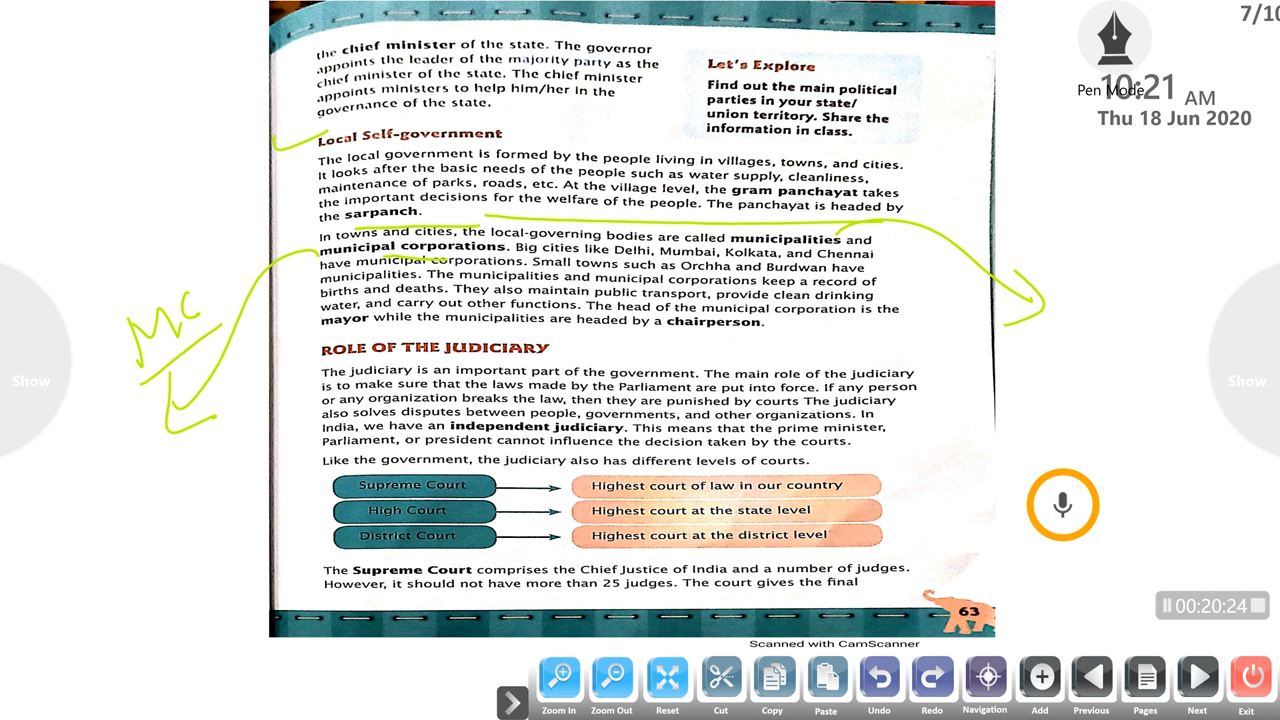 7/10
Pen Mode
10:21 AM
Thu 18 Jun 2020
the chief minister of the state. The governor
appoints the leader of the majority party as the
chief minister of the state. The chief minister
appoints ministers to help him/her in the
governance of the state.
Let's Explore
Find out the main political
parties in your state/
union territory. Share the
information in class.
Local Self-government
The local government is formed by the people living in villages, towns, and cities.
It looks after the basic needs of the people such as water supply, cleanliness,
maintenance of parks, roads, etc. At the village level, the gram panchayat takes
the important decisions for the welfare of the people. The panchayat is headed by
the sarpanch.
In towns and cities, the local-governing bodies are called municipalities and
municipal corporations. Big cities like Delhi, Mumbai, Kolkata, and Chennai
have municipal corporations. Small towns such as Orchha and Burdwan have
municipalities. The municipalities and municipal corporations keep a record of
births and deaths. They also maintain public transport, provide clean drinking
water, and carry out other functions. The head of the municipal corporation is the
mayor while the municipalities are headed by a chairperson.
MC
Show
Show
ROLE OF THE JUDICIARY
The judiciary is an important part of the government. The main role of the judiciary
is to make sure that the laws made by the Parliament are put into force. If any person
or any organization breaks the law, then they are punished by courts The judiciary
also solves disputes between people, governments, and other organizations. In
India, we have an independent judiciary. This means that the prime minister,
Parliament, or president cannot influence the decision taken by the courts.
Like the government, the judiciary also has different levels of courts.
Supreme Court Highest court of law in our country
High Court Highest court at the state level
District Court Highest court at the district level
The Supreme Court comprises the Chief Justice of India and a number of judges.
However, it should not have more than 25 judges. The court gives the final
63
00:20:24
Scanned with CamScanner
Zoom In Zoom Out Reset Cut Copy Paste Undo Redo Navigation Add Previous Pages Next Exit